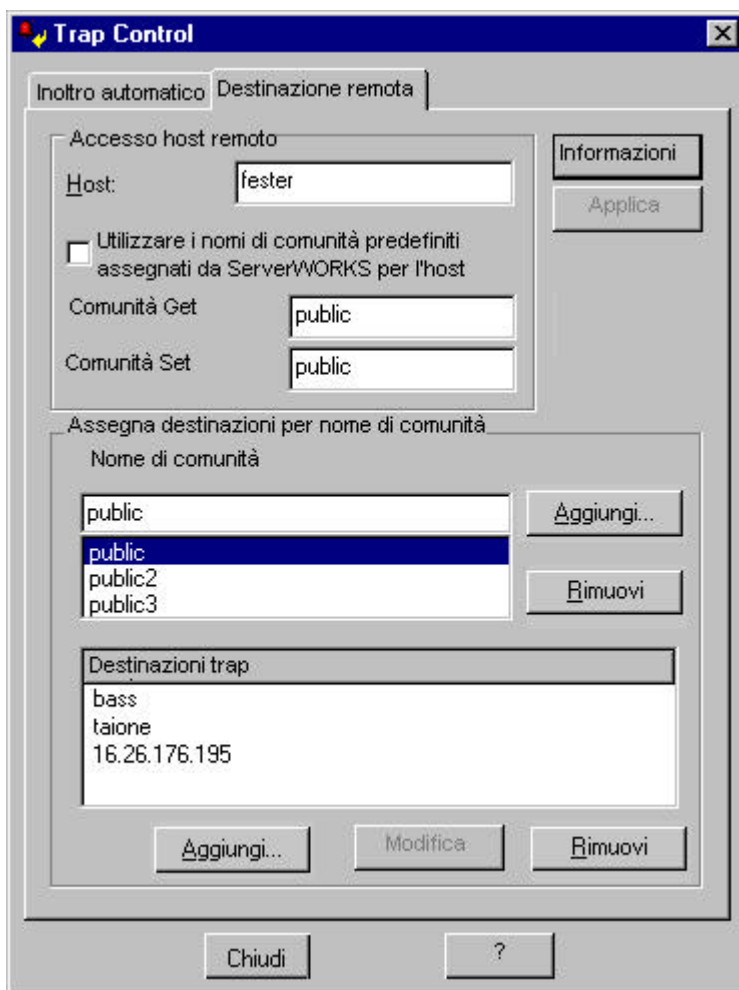 Trap Control
Inoltro automatico
Destinazione remota
Accesso host remoto
Host:
fester
Informazioni
Applica
Utilizzare i nomi di comunità predefiniti
assegnati da ServerWORKS per l'host
Comunità Get
public
Comunità Set
public
Assegna destinazioni per nome di comunità
Nome di comunità
public
Aggiungi...
public
public2
public3
Rimuovi
Destinazioni trap
bass
taione
16.26.176.195
Aggiungi...
Modifica
Rimuovi
Chiudi
?